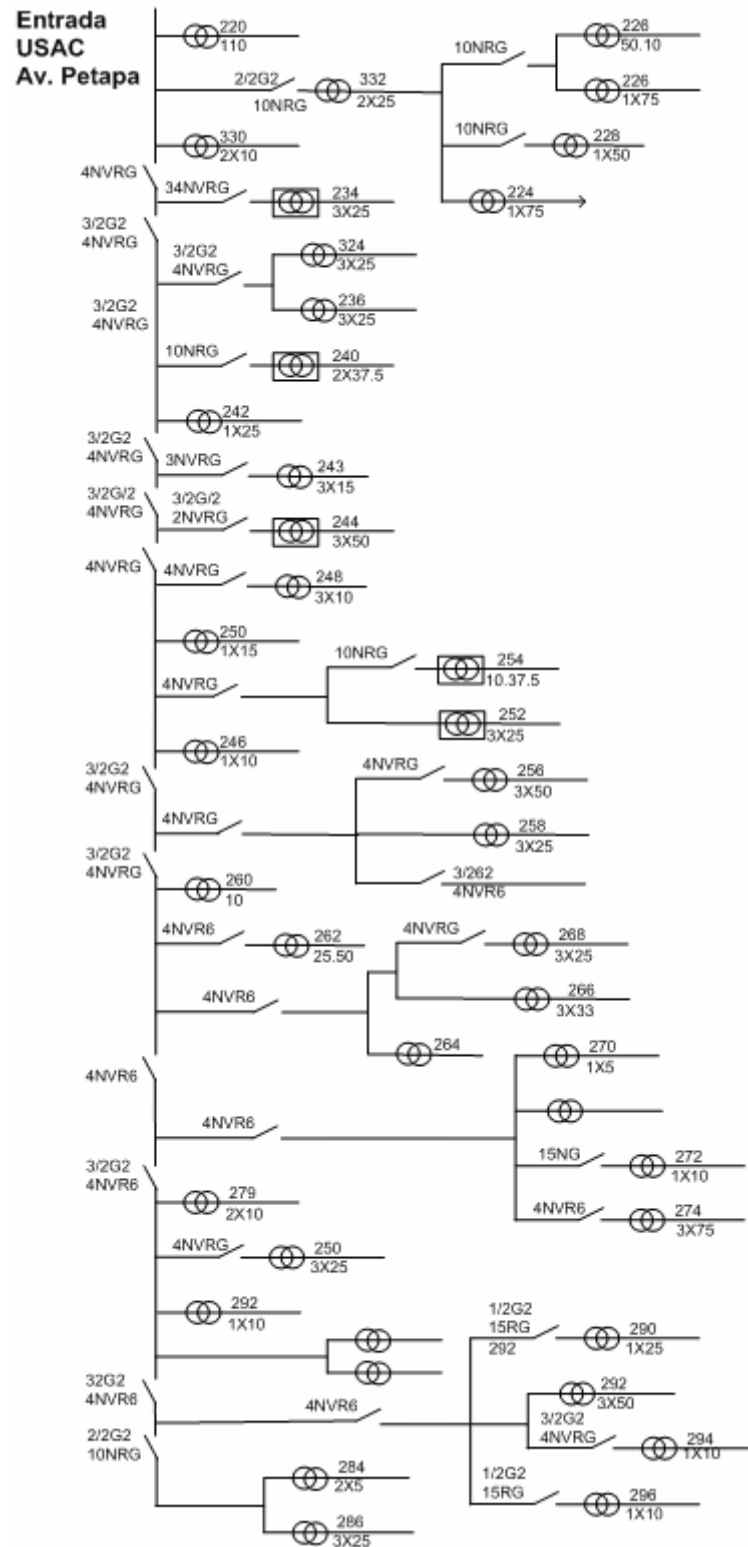 Entrada
USAC
Av. Petapa
220
110
2/2G2
10NRG
332
2X25
10NRG
226
50.10
226
1X75
10NRG
228
1X50
224
1X75
330
2X10
4NVRG
34NVRG
234
3X25
3/2G2
4NVRG
3/2G2
4NVRG
324
3X25
236
3X25
3/2G2
4NVRG
10NRG
240
2X37.5
242
1X25
3/2G2
4NVRG
3NVRG
243
3X15
3/2G/2
4NVRG
3/2G/2
2NVRG
244
3X50
4NVRG
4NVRG
248
3X10
250
1X15
10NRG
254
10.37.5
4NVRG
252
3X25
246
1X10
3/2G2
4NVRG
4NVRG
256
3X50
4NVRG
258
3X25
3/262
4NVR6
3/2G2
4NVRG
260
10
4NVR6
262
25.50
4NVRG
268
3X25
4NVR6
266
3X33
264
4NVR6
270
1X5
4NVR6
15NG
272
1X10
4NVR6
274
3X75
3/2G2
4NVR6
279
2X10
4NVRG
250
3X25
292
1X10
1/2G2
15RG
292
290
1X25
32G2
4NVR6
4NVR6
292
3X50
3/2G2
4NVRG
294
1X10
2/2G2
10NRG
1/2G2
15RG
296
1X10
284
2X5
286
3X25